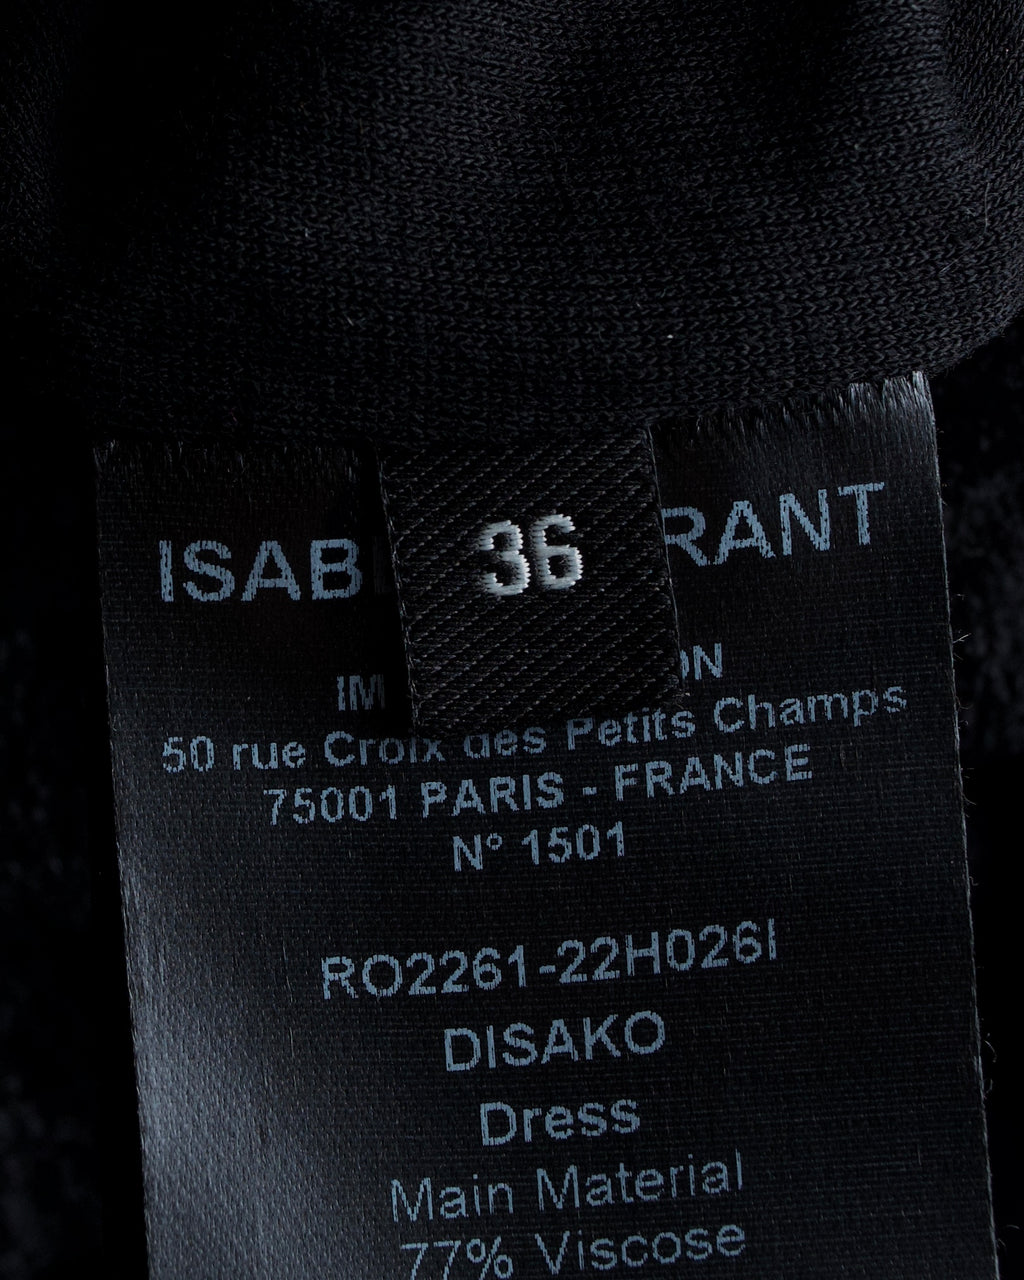 36
ISAB RANT
IM ON
50 rue Croix des Petits Champs
75001 PARIS - FRANCE
N° 1501
RO2261-22H026I
DISAKO
Dress
Main Material
77% Viscose